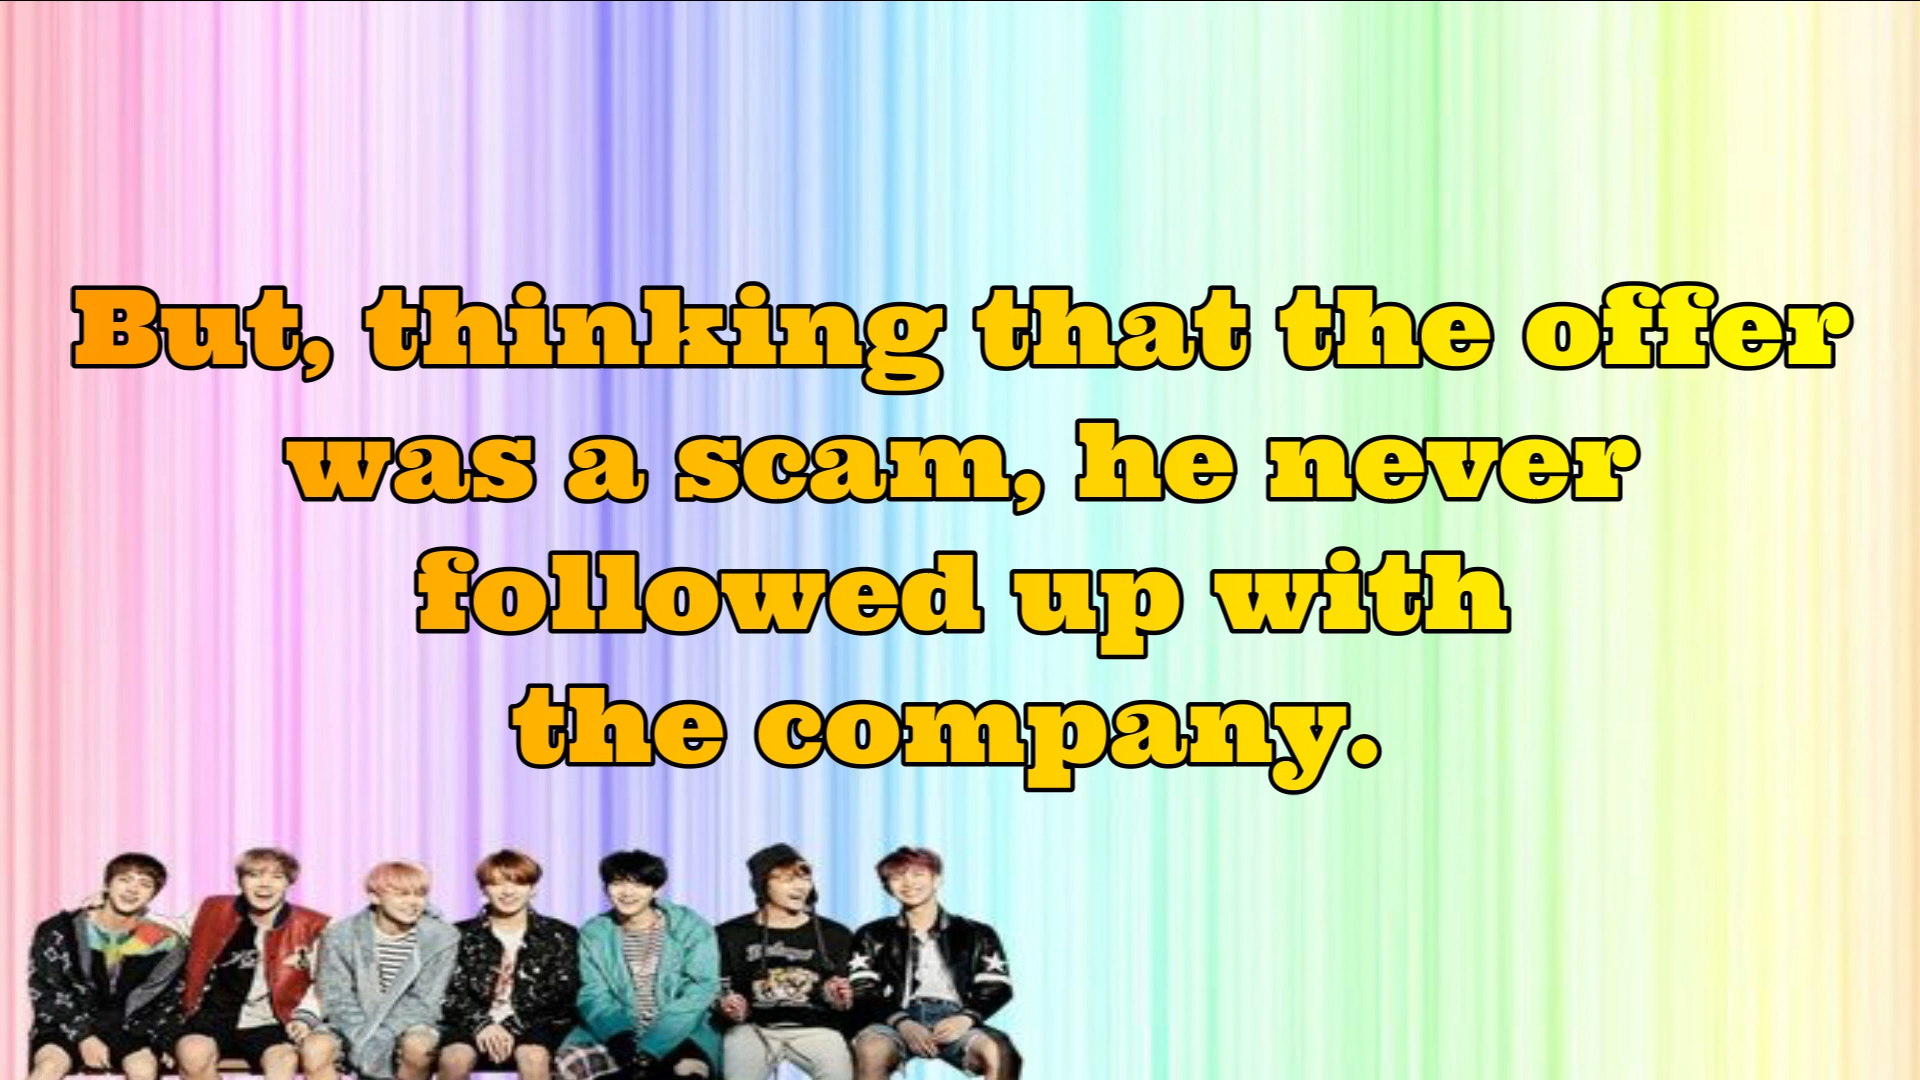 But, thinking that the offer
was a scam, he never
followed up with
the company.